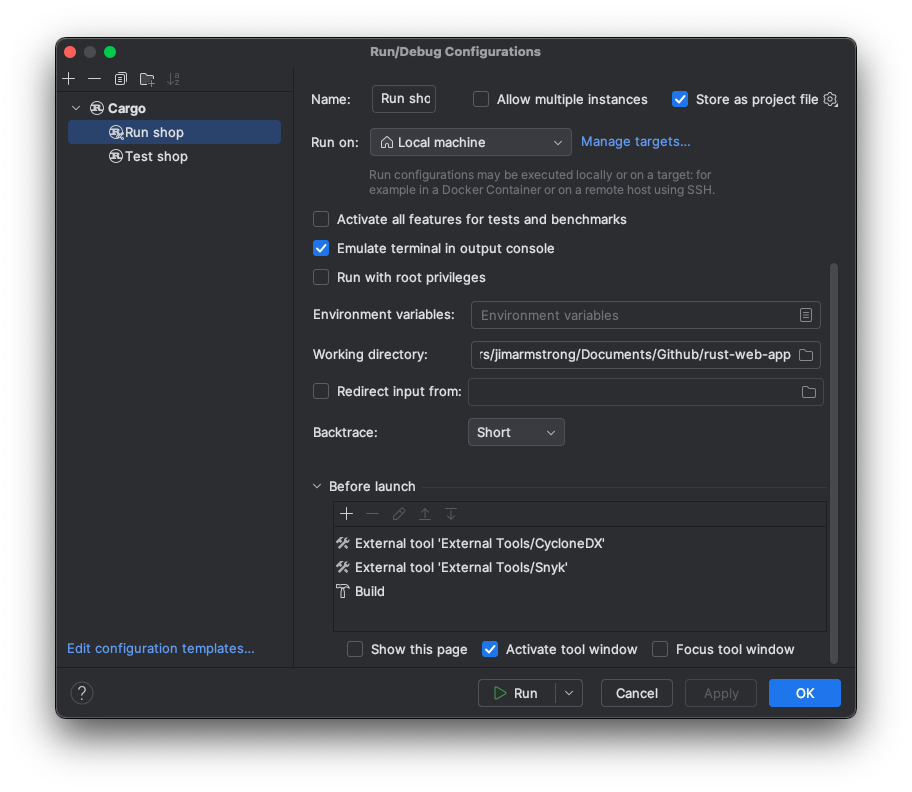 Run/Debug Configurations
Cargo
Run shop
Test shop
Edit configuration templates...
Name: Run sho Allow multiple instances Store as project file
Run on: Local machine Manage targets...
Run configurations may be executed locally or on a target: for
example in a Docker Container or on a remote host using SSH.
Activate all features for tests and benchmarks
Emulate terminal in output console
Run with root privileges
Environment variables: Environment variables
Working directory: rs/jimarmstrong/Documents/Github/rust-web-app
Redirect input from:
Backtrace: Short
Before launch
External tool 'External Tools/CycloneDX'
External tool 'External Tools/Snyk'
Build
Show this page Activate tool window Focus tool window
? Run Cancel Apply OK